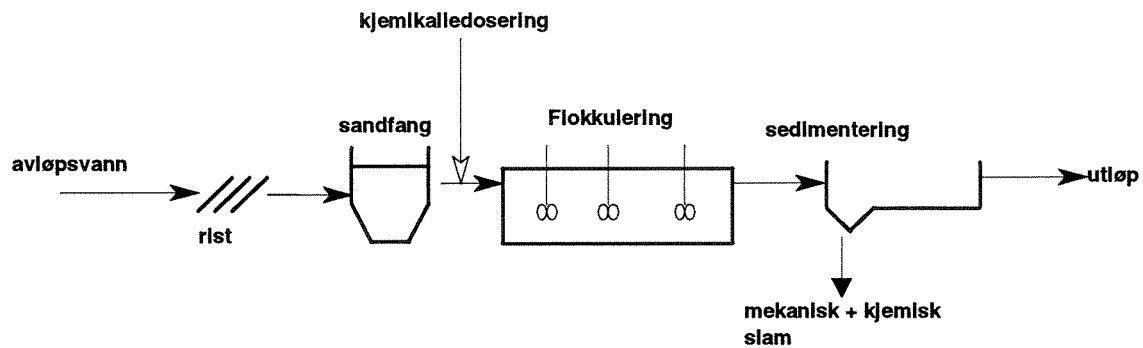 kjemikaliedosering
Flokkulering
sandfang
sedimentering
avløpsvann
utløp
rist
mekanisk + kjemisk
slam